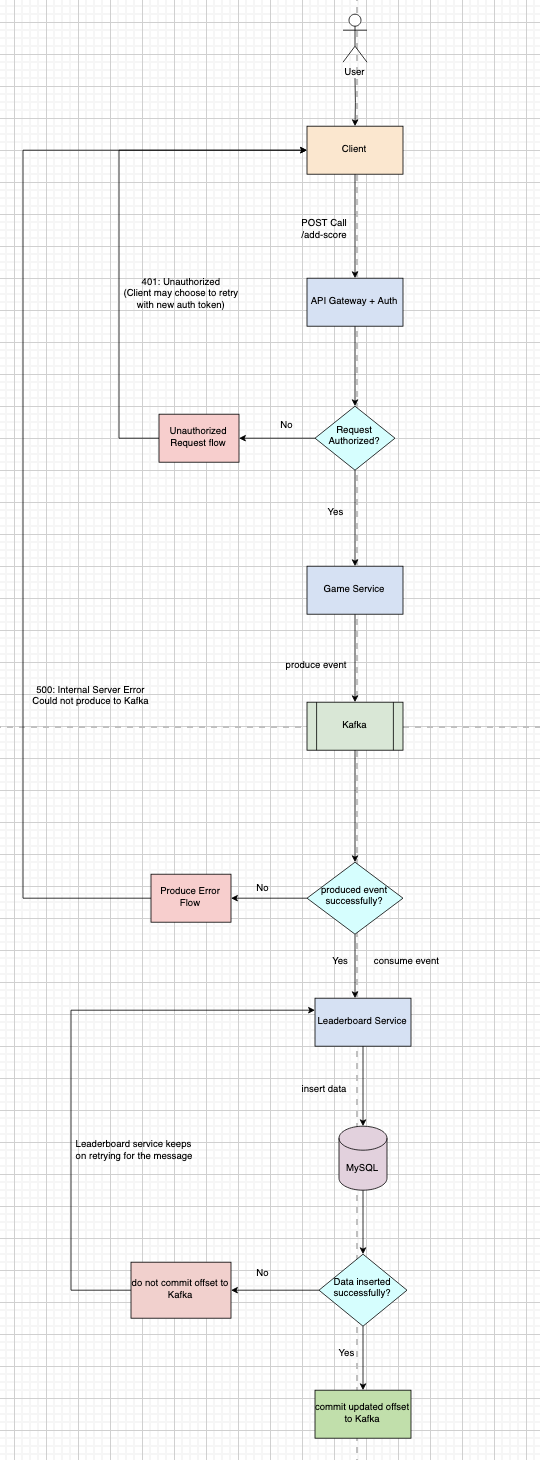 User
Client
POST Call
/add-score
401: Unauthorized
(Client may choose to retry
with new auth token)
API Gateway + Auth
Request
Authorized?
No
Unauthorized
Request flow
Yes
Game Service
produce event
500: Internal Server Error
Could not produce to Kafka
Kafka
produced event
successfully?
No
Produce Error
Flow
Yes
consume event
Leaderboard Service
insert data
Leaderboard service keeps
on retrying for the message
MySQL
Data inserted
successfully?
No
do not commit offset to
Kafka
Yes
commit updated offset
to Kafka